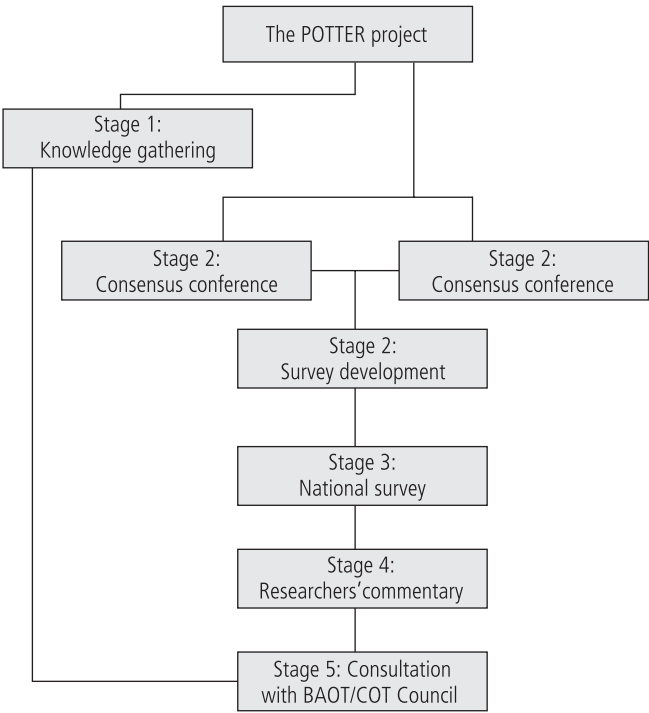 The POTTER project
Stage 1:
Knowledge gathering
Stage 2:
Consensus conference
Stage 2:
Consensus conference
Stage 2:
Survey development
Stage 3:
National survey
Stage 4:
Researchers’commentary
Stage 5: Consultation
with BAOT/COT Council